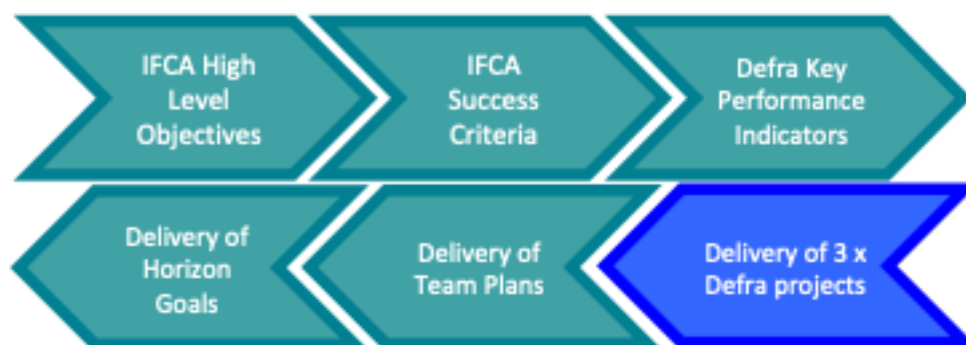 IFCA High
Level
Objectives
IFCA
Success
Criteria
Defra Key
Performance
Indicators
Delivery of
Horizon
Goals
Delivery of
Team Plans
Delivery of 3 x
Defra projects